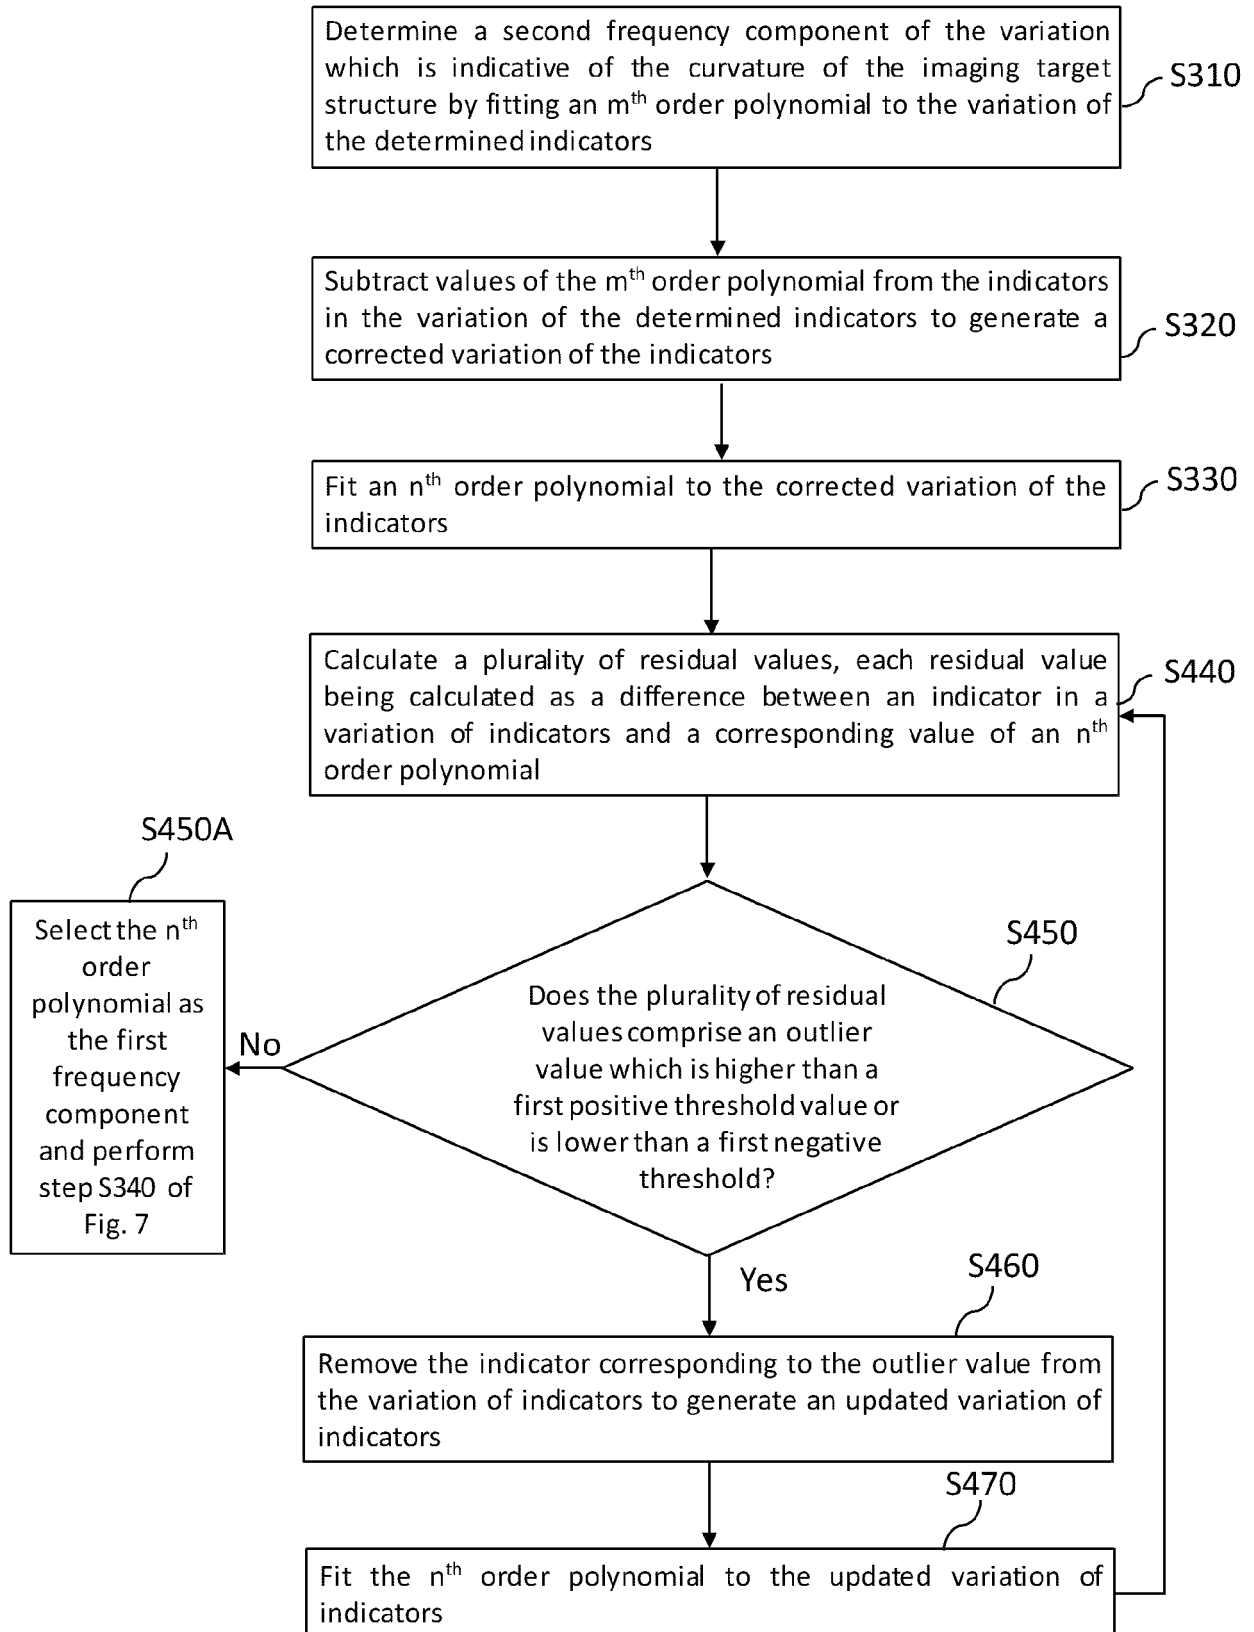 Determine a second frequency component of the variation
which is indicative of the curvature of the imaging target
structure by fitting an mth order polynomial to the variation of
the determined indicators
S310
Subtract values of the mth order polynomial from the indicators
in the variation of the determined indicators to generate a
corrected variation of the indicators
S320
Fit an nth order polynomial to the corrected variation of the
indicators
S330
Calculate a plurality of residual values, each residual value
being calculated as a difference between an indicator in a
variation of indicators and a corresponding value of an nth
order polynomial
S440
S450A
Select the nth
order
polynomial as
the first
frequency
component
and perform
step S340 of
Fig. 7
No
S450
Does the plurality of residual
values comprise an outlier
value which is higher than a
first positive threshold value or
is lower than a first negative
threshold?
Yes
S460
Remove the indicator corresponding to the outlier value from
the variation of indicators to generate an updated variation of
indicators
S470
Fit the nth order polynomial to the updated variation of
indicators